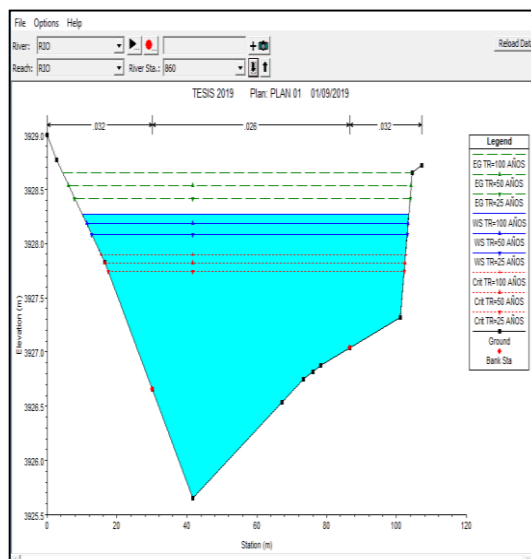 File Options Help
River: RIO
Reload Data
Reach: RIO River Sta.: 860
TESIS 2019 Plan: PLAN 01 01/09/2019
.032 .026 .032
Elevation (m)
3929.0
3928.5
3928.0
3927.5
3927.0
3926.5
3926.0
3925.5
0 20 40 60 80 100 120
Station (m)
Legend
EG TR=100 AÑOS
EG TR=50 AÑOS
EG TR=25 AÑOS
WS TR=100 AÑOS
WS TR=50 AÑOS
WS TR=25 AÑOS
Crit TR=100 AÑOS
Crit TR=50 AÑOS
Crit TR=25 AÑOS
Ground
Bank Sta